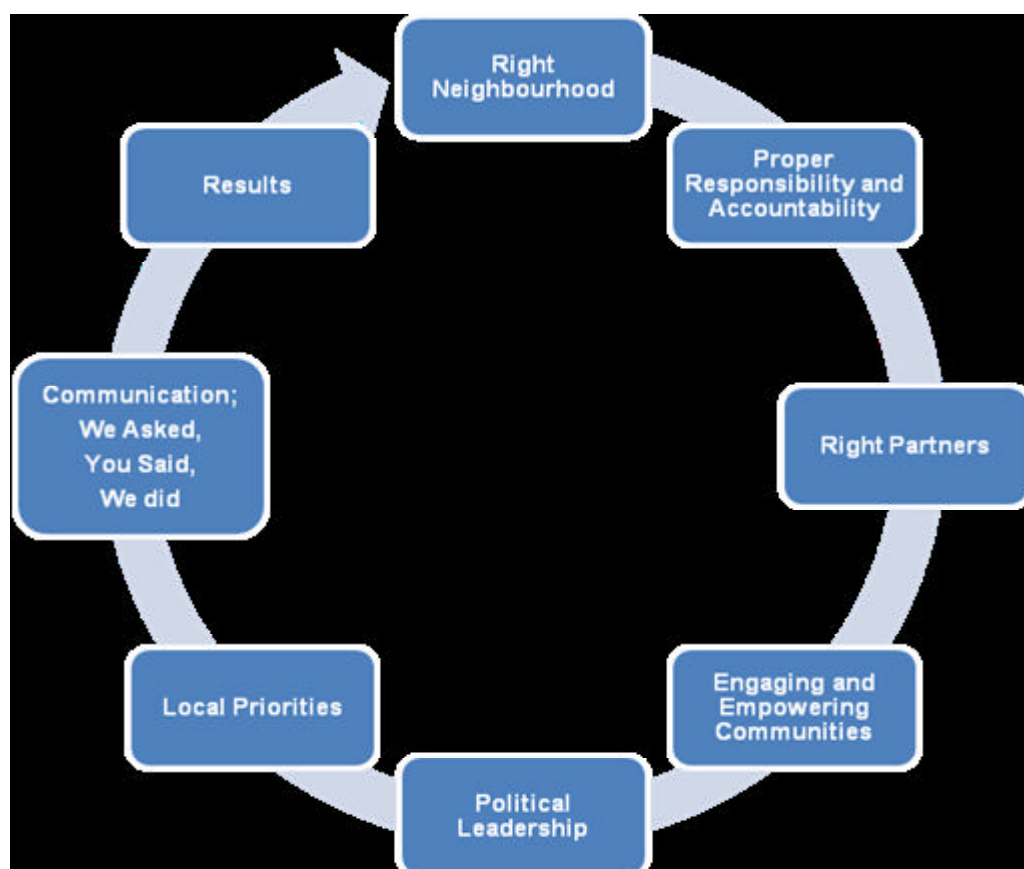 Right
Neighbourhood
Proper
Responsibility and
Accountability
Right Partners
Engaging and
Empowering
Communities
Political
Leadership
Local Priorities
Communication;
We Asked,
You Said,
We did
Results